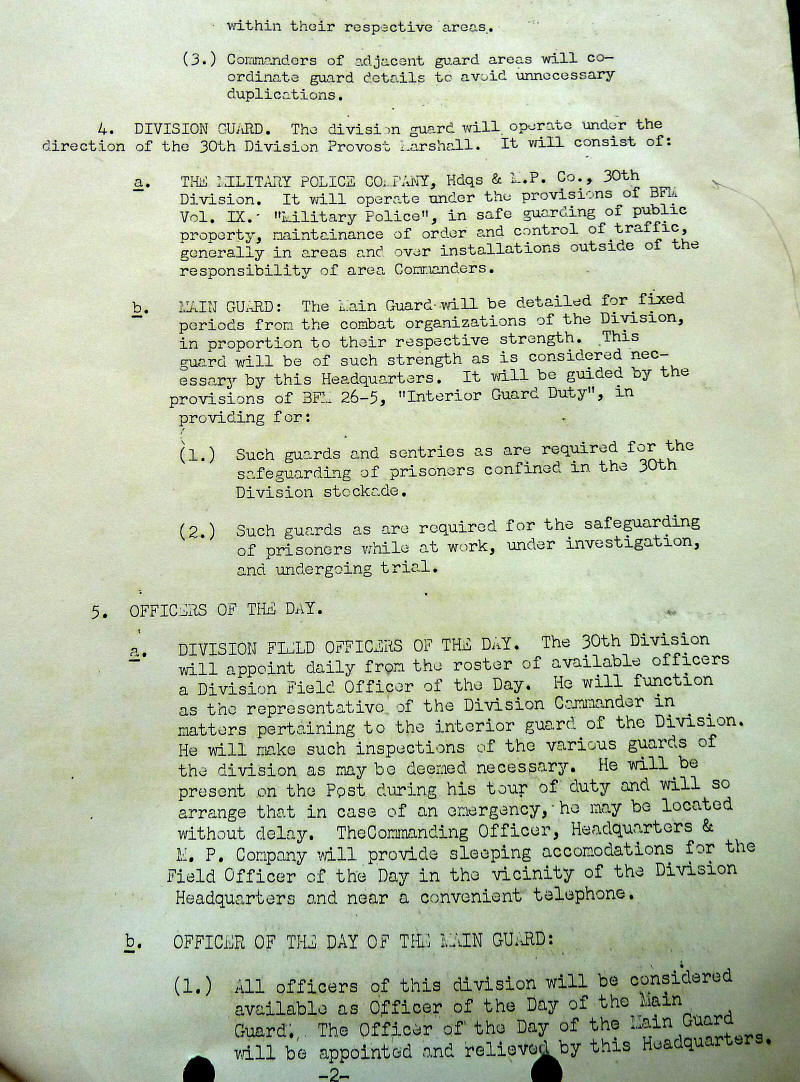 within their respective areas.
(3.) Commanders of adjacent guard areas will co-
ordinate guard details to avoid unnecessary
duplications.
4. DIVISION GUARD. The division guard will operate under the
direction of the 30th Division Provost Marshall. It will consist of:
a. THE MILITARY POLICE COMPANY, Hdqs & M.P. Co., 30th
Division. It will operate under the provisions of BFM
Vol. IX. "Military Police", in safe guarding of public
property, maintainance of order and control of traffic,
generally in areas and over installations outside of the
responsibility of area Commanders.
b. MAIN GUARD: The Main Guard will be detailed for fixed
periods from the combat organizations of the Division,
in proportion to their respective strength. This
guard will be of such strength as is considered nec-
essary by this Headquarters. It will be guided by the
provisions of BFM 26-5, "Interior Guard Duty", in
providing for:
(1.) Such guards and sentries as are required for the
safeguarding of prisoners confined in the 30th
Division stockade.
(2.) Such guards as are required for the safeguarding
of prisoners while at work, under investigation,
and undergoing trial.
5. OFFICERS OF THE DAY.
a. DIVISION FIELD OFFICERS OF THE DAY. The 30th Division
will appoint daily from the roster of available officers
a Division Field Officer of the Day. He will function
as the representative of the Division Commander in
matters pertaining to the interior guard of the Division.
He will make such inspections of the various guards of
the division as may be deemed necessary. He will be
present on the Post during his tour of duty and will so
arrange that in case of an emergency, he may be located
without delay. TheCommanding Officer, Headquarters &
M. P. Company will provide sleeping accomodations for the
Field Officer of the Day in the vicinity of the Division
Headquarters and near a convenient telephone.
b. OFFICER OF THE DAY OF THE MAIN GUARD:
(1.) All officers of this division will be considered
available as Officer of the Day of the Main
Guard. The Officer of the Day of the Main Guard
will be appointed and relieved by this Headquarters.
-2-